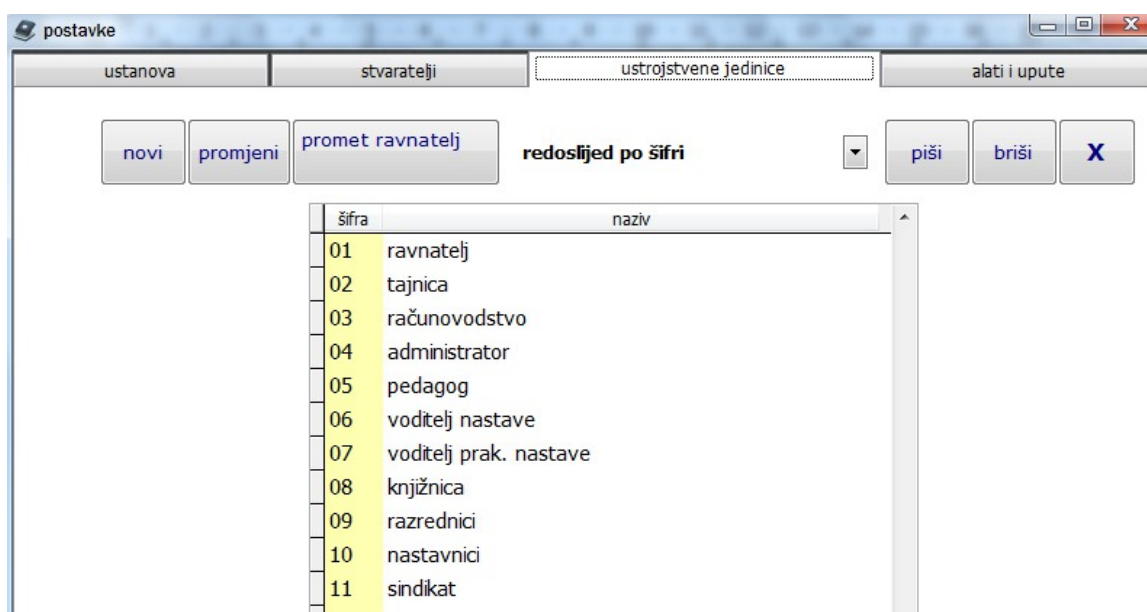 postavke
ustanova stvaratelji ustrojstvene jedinice alati i upute
novi promjeni promet ravnatelj redoslijed po šifri piši briši X
šifra naziv
01 ravnatelj
02 tajnica
03 računovodstvo
04 administrator
05 pedagog
06 voditelj nastave
07 voditelj prak. nastave
08 knjižnica
09 razrednici
10 nastavnici
11 sindikat